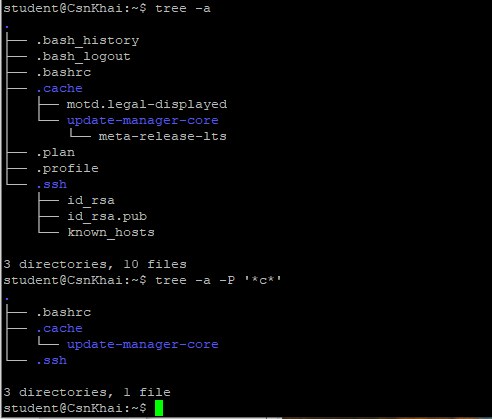 student@CsnKhai:~$ tree -a
.
├── .bash_history
├── .bash_logout
├── .bashrc
├── .cache
│   ├── motd.legal-displayed
│   └── update-manager-core
│       └── meta-release-lts
├── .plan
├── .profile
└── .ssh
    ├── id_rsa
    ├── id_rsa.pub
    └── known_hosts

3 directories, 10 files
student@CsnKhai:~$ tree -a -P '*c*'
.
├── .bashrc
├── .cache
│   └── update-manager-core
└── .ssh

3 directories, 1 file
student@CsnKhai:~$